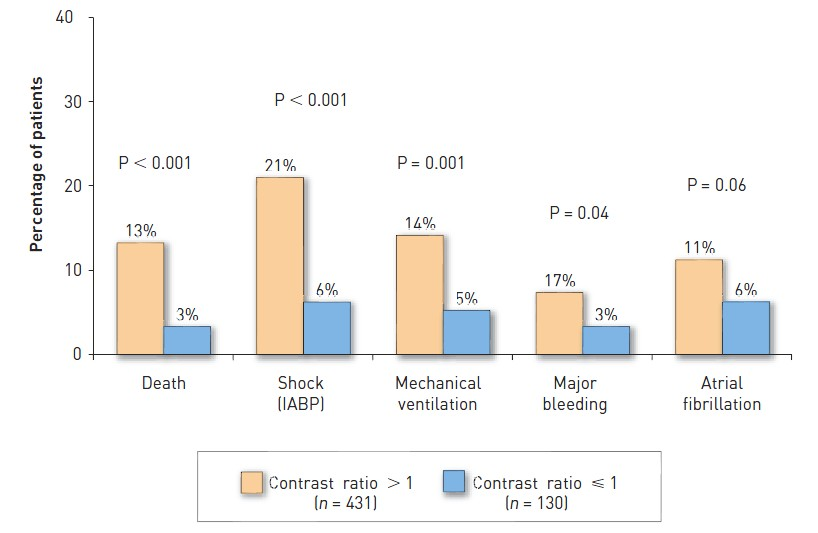 40
30
20
10
0
Percentage of patients
P < 0.001
P < 0.001
P = 0.001
P = 0.04
P = 0.06
13%
3%
21%
6%
14%
5%
17%
3%
11%
6%
Death
Shock
(IABP)
Mechanical
ventilation
Major
bleeding
Atrial
fibrillation
Contrast ratio > 1
(n = 431)
Contrast ratio ⩽ 1
(n = 130)